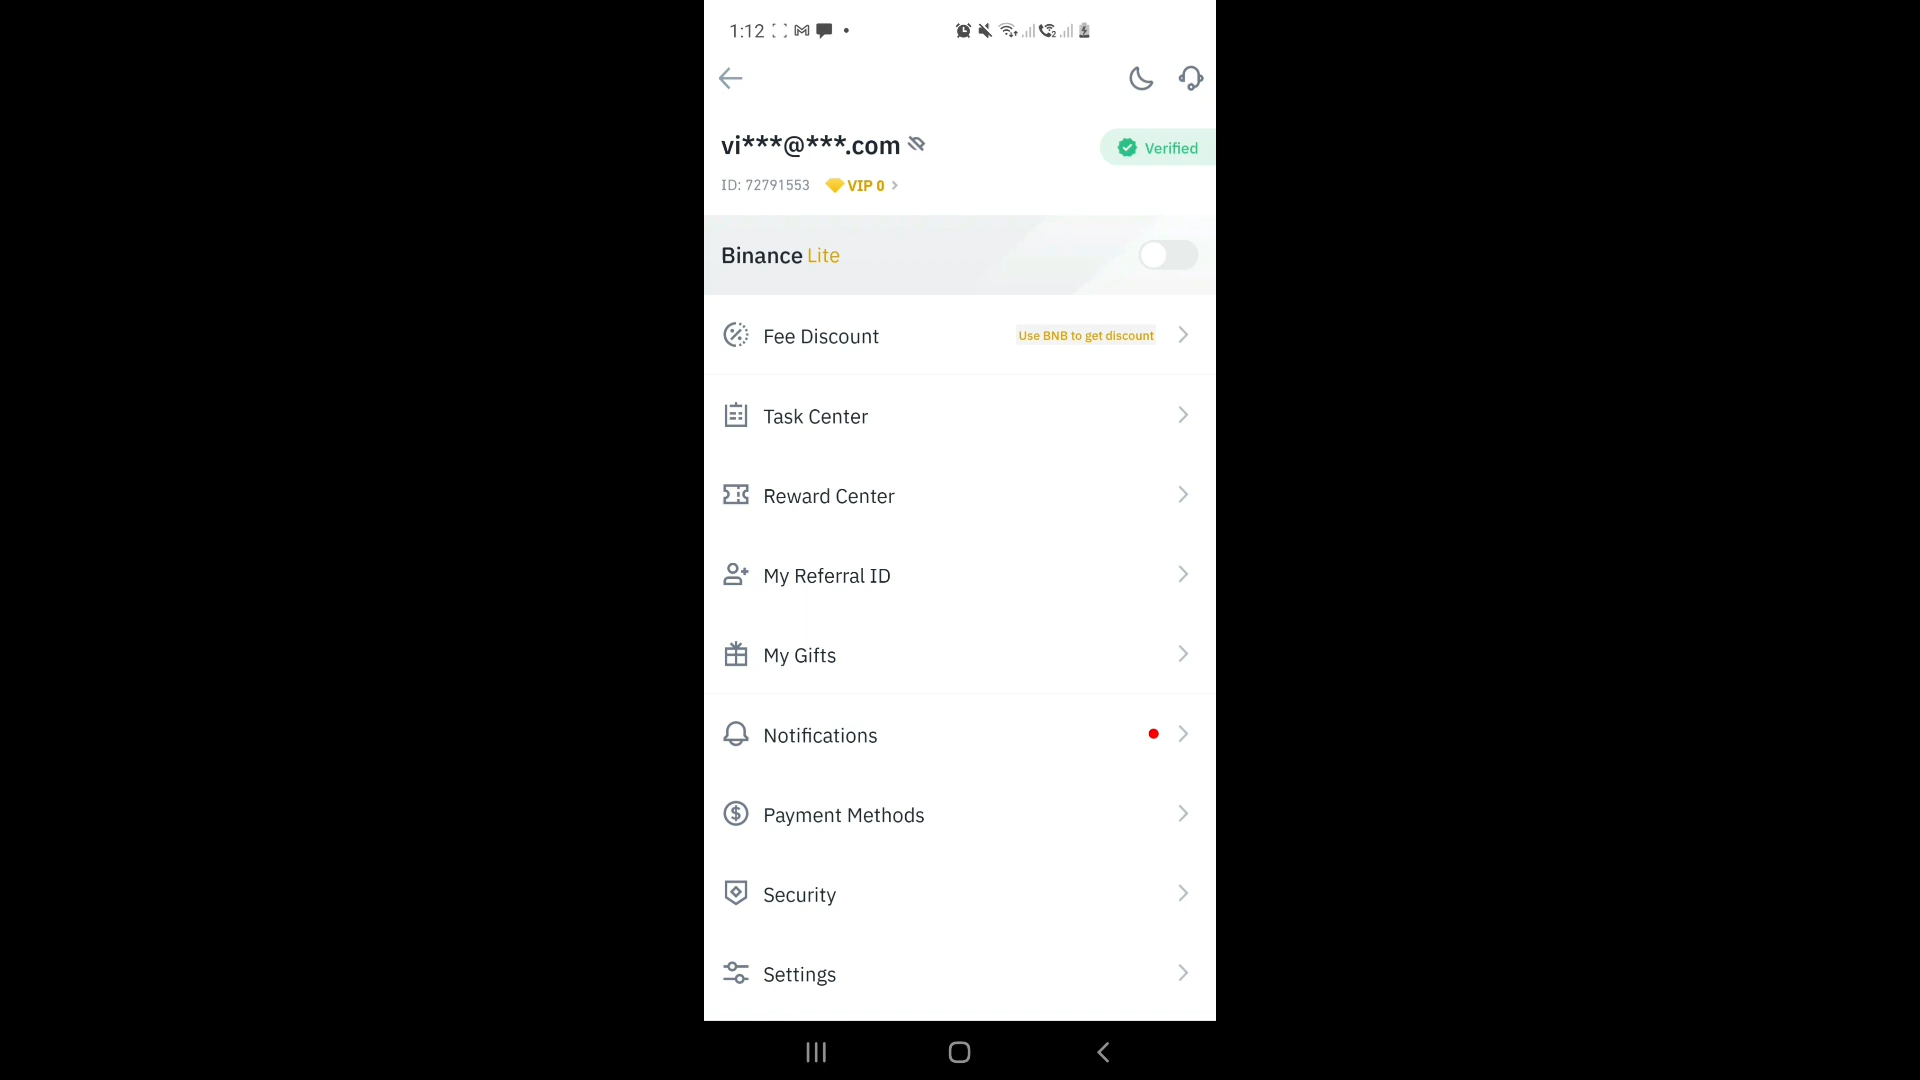 1:12
vi***@***.com
Verified
ID: 72791553 VIP 0
Binance Lite
Fee Discount Use BNB to get discount
Task Center
Reward Center
My Referral ID
My Gifts
Notifications
Payment Methods
Security
Settings